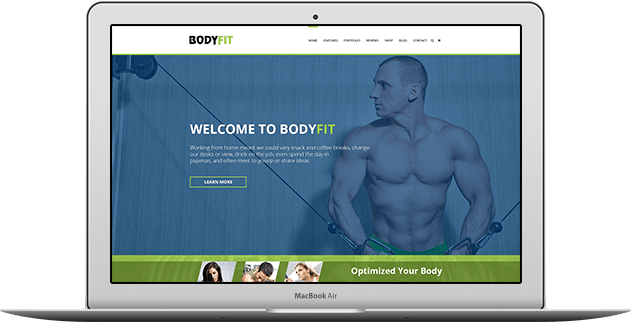 BODYFIT
HOME FEATURES PORTFOLIO REVIEWS SHOP BLOG CONTACT
WELCOME TO BODYFIT
Working from home meant we could vary snack and coffee breaks, change
our desks or view, drink on the job, even spend the day in
pajamas, and often meet to gossip or share ideas.
LEARN MORE
Optimized Your Body
MacBook Air